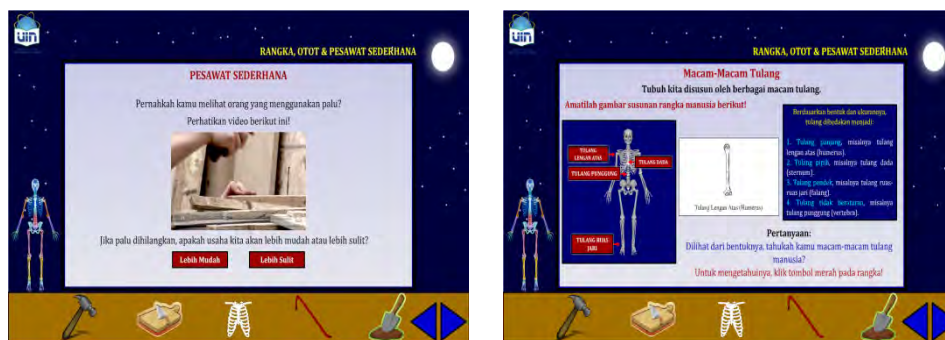 uin
RANGKA, OTOT & PESAWAT SEDERHANA
PESAWAT SEDERHANA
Pernahkah kamu melihat orang yang menggunakan palu?
Perhatikan video berikut ini!
Jika palu dihilangkan, apakah usaha kita akan lebih mudah atau lebih sulit?
Lebih Mudah
Lebih Sulit
uin
RANGKA, OTOT & PESAWAT SEDERHANA
Macam-Macam Tulang
Tubuh kita disusun oleh berbagai macam tulang.
Amatilah gambar susunan rangka manusia berikut!
TULANG
LENGAN ATAS
TULANG DADA
TULANG PUNGGUNG
TULANG RUAS
JARI
Tulang Lengan Atas (Humerus)
Berdasarkan bentuk dan ukurannya,
tulang dibedakan menjadi:
1. Tulang panjang, misalnya tulang
lengan atas (humerus).
2. Tulang pipih, misalnya tulang dada
(sternum).
3. Tulang pendek, misalnya tulang ruas-
ruas jari (falang).
4. Tulang tidak beraturan, misalnya
tulang punggung (vertebra).
Pertanyaan:
Dilihat dari bentuknya, tahukah kamu macam-macam tulang
manusia?
Untuk mengetahuinya, klik tombol merah pada rangka!